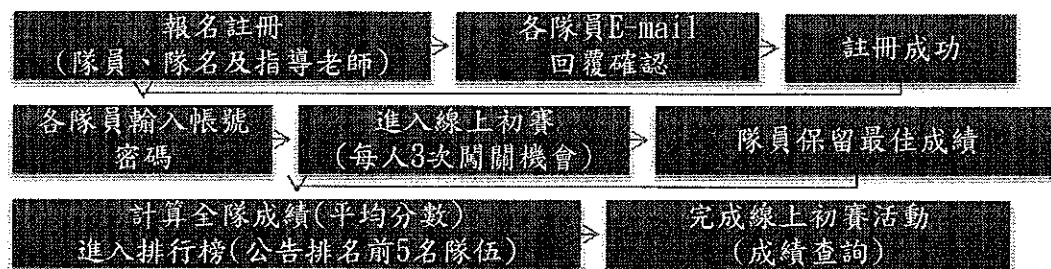 報名註冊
(隊員、隊名及指導老師)
各隊員E-mail
回覆確認
註冊成功
各隊員輸入帳號
密碼
進入線上初賽
(每人3次闖關機會)
隊員保留最佳成績
計算全隊成績(平均分數)
進入排行榜(公告排名前5名隊伍)
完成線上初賽活動
(成績查詢)